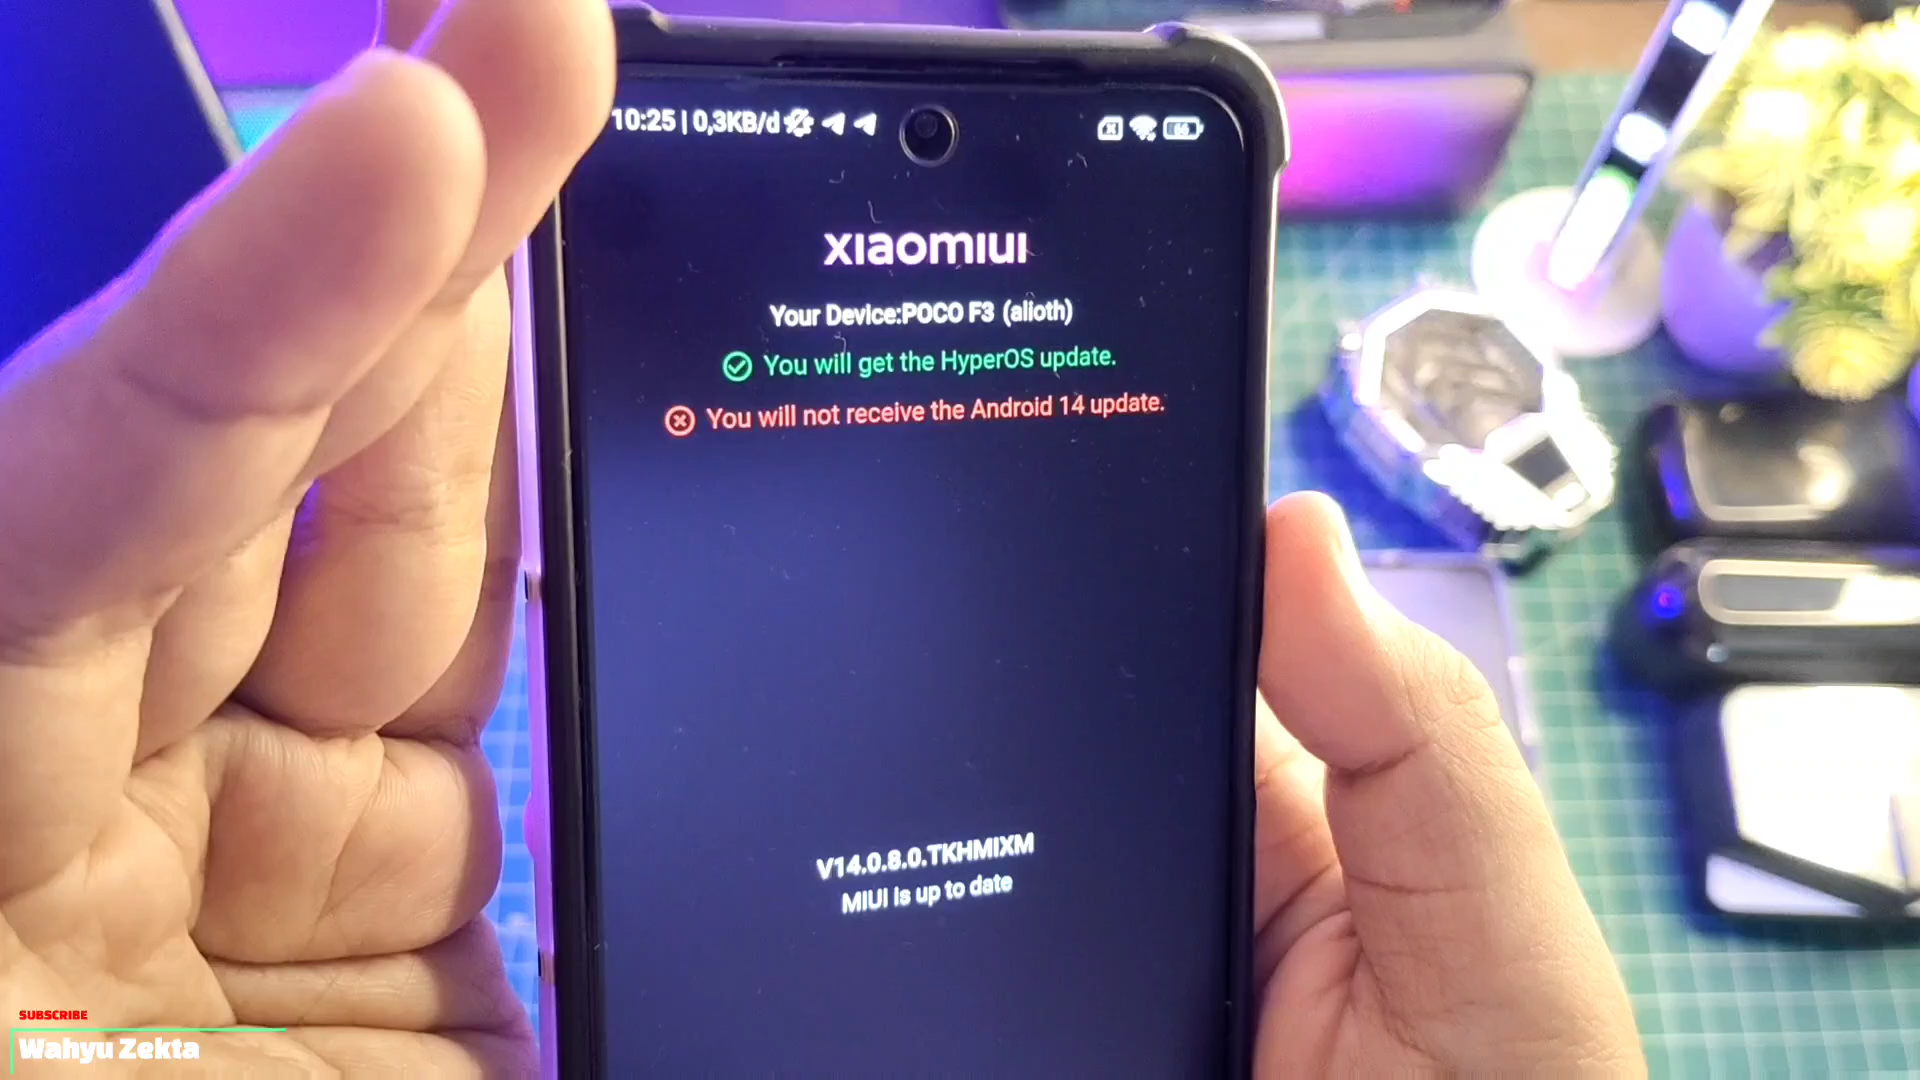 10:25 | 0,3KB/d
66
xiaomiui
Your Device:POCO F3 (alioth)
You will get the HyperOS update.
You will not receive the Android 14 update.
V14.0.8.0.TKHMIXM
MIUI is up to date
SUBSCRIBE
Wahyu Zekta